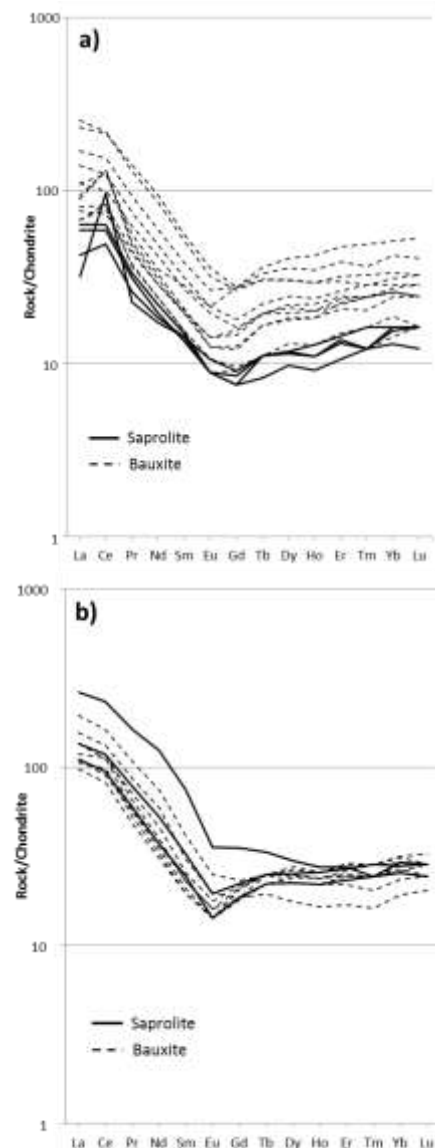 1000
a)
100
Rock/Chondrite
10
Saprolite
Bauxite
1
La Ce Pr Nd Sm Eu Gd Tb Dy Ho Er Tm Yb Lu
1000
b)
100
Rock/Chondrite
10
Saprolite
Bauxite
1
La Ce Pr Nd Sm Eu Gd Tb Dy Ho Er Tm Yb Lu